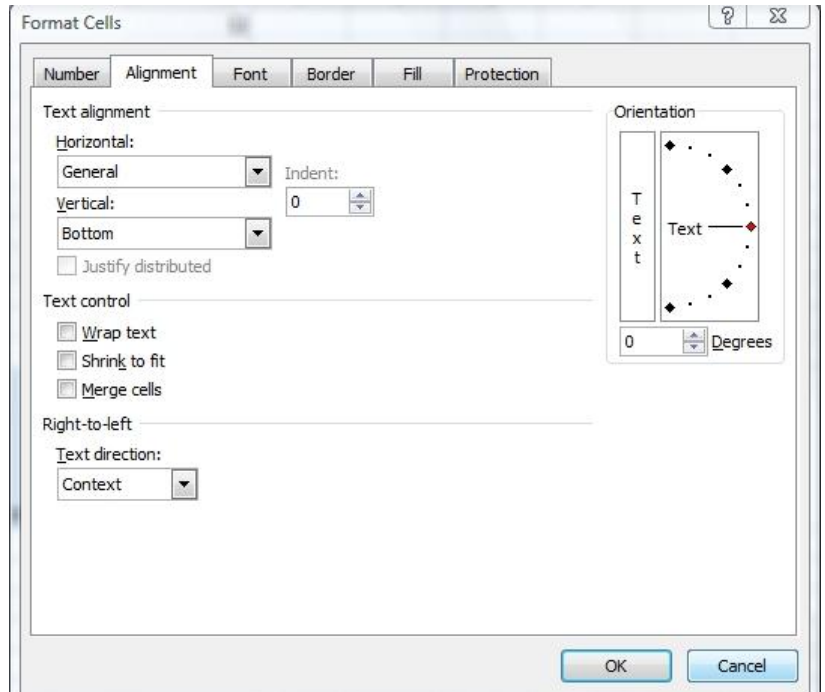 Format Cells
Number Alignment Font Border Fill Protection
Text alignment
Horizontal:
General
Indent:
0
Vertical:
Bottom
Justify distributed
Text control
Wrap text
Shrink to fit
Merge cells
Right-to-left
Text direction:
Context
Orientation
Text
Text
0 Degrees
OK Cancel